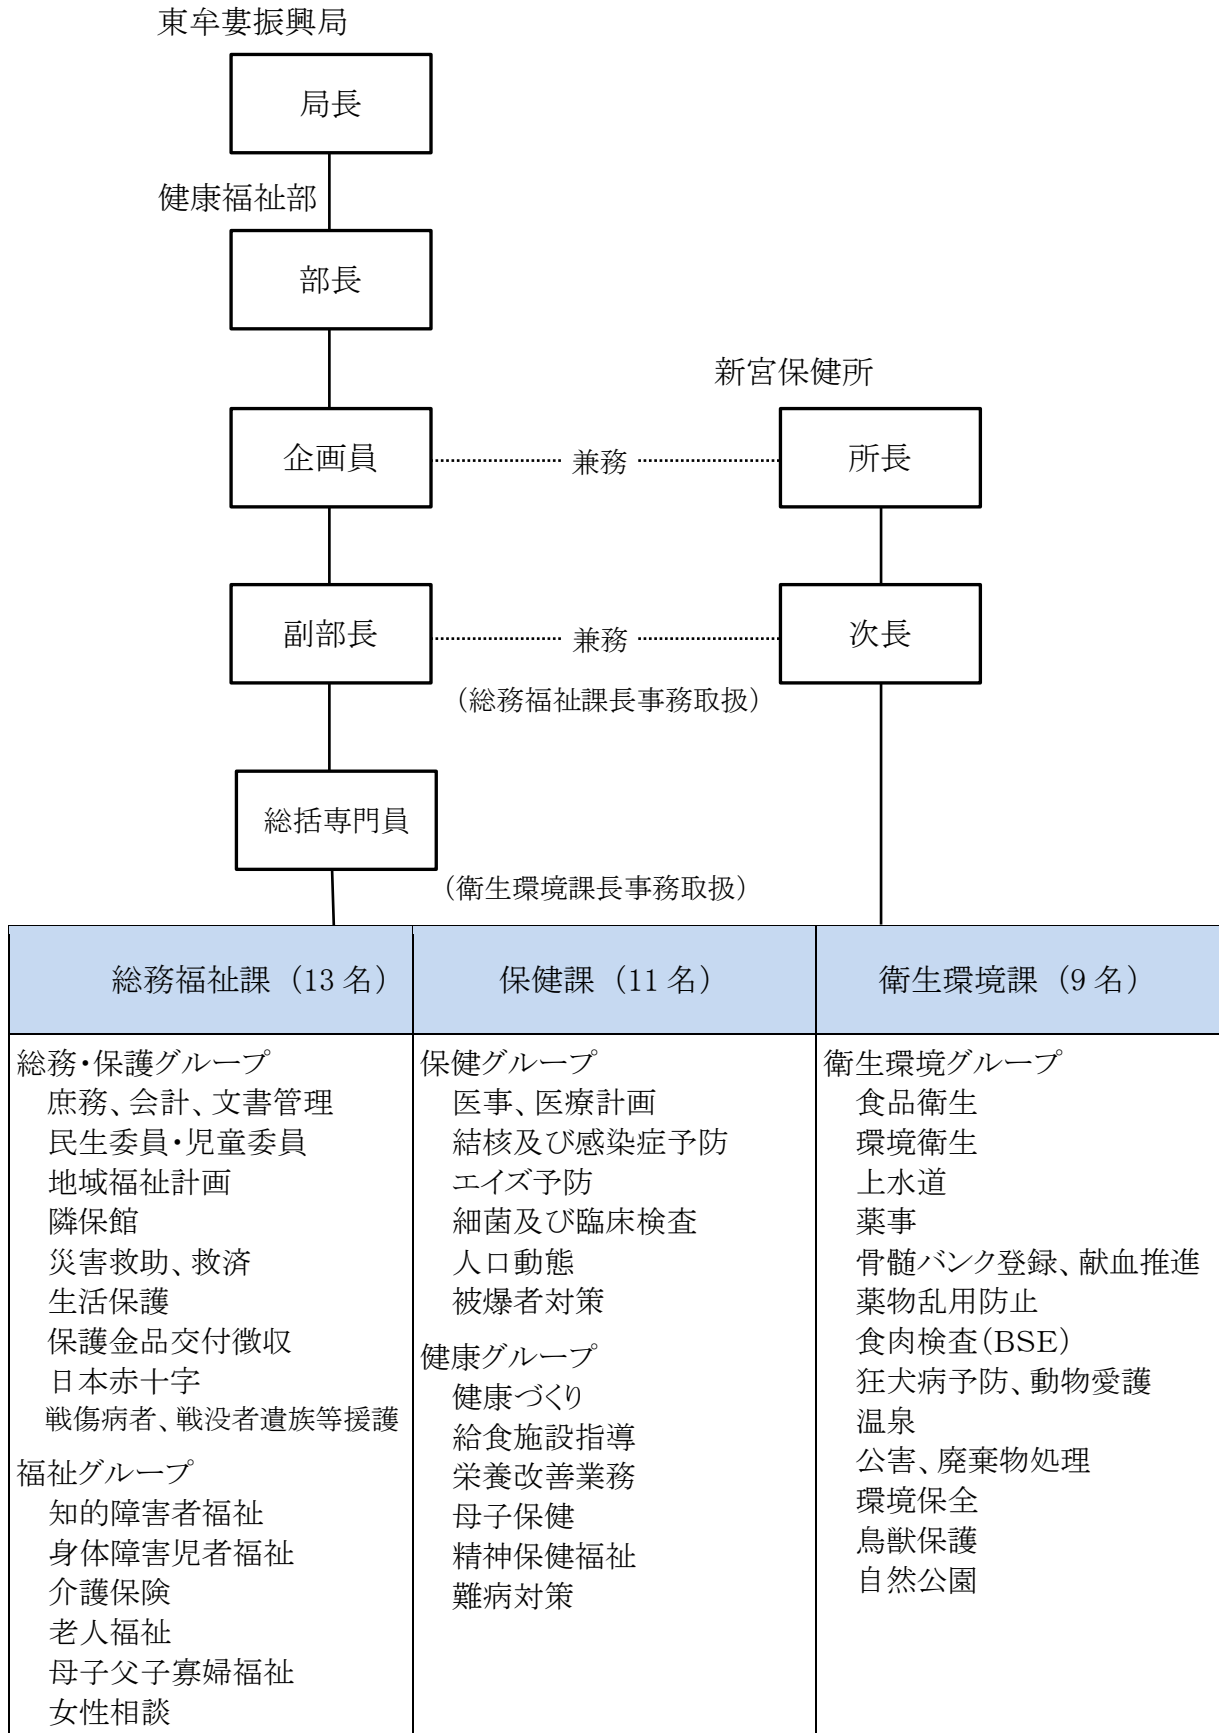 東牟婁振興局
局長
健康福祉部
部長
新宮保健所
企画員
兼務
所長
副部長
兼務
次長
（総務福祉課長事務取扱）
総括専門員
（衛生環境課長事務取扱）
総務福祉課（13名）
保健課（11名）
衛生環境課（9名）
総務・保護グループ
庶務、会計、文書管理
民生委員・児童委員
地域福祉計画
隣保館
災害救助、救済
生活保護
保護金品交付徴収
日本赤十字
戦傷病者、戦没者遺族等援護
福祉グループ
知的障害者福祉
身体障害児者福祉
介護保険
老人福祉
母子父子寡婦福祉
女性相談
保健グループ
医事、医療計画
結核及び感染症予防
エイズ予防
細菌及び臨床検査
人口動態
被爆者対策
健康グループ
健康づくり
給食施設指導
栄養改善業務
母子保健
精神保健福祉
難病対策
衛生環境グループ
食品衛生
環境衛生
上水道
薬事
骨髄バンク登録、献血推進
薬物乱用防止
食肉検査（BSE）
狂犬病予防、動物愛護
温泉
公害、廃棄物処理
環境保全
鳥獣保護
自然公園